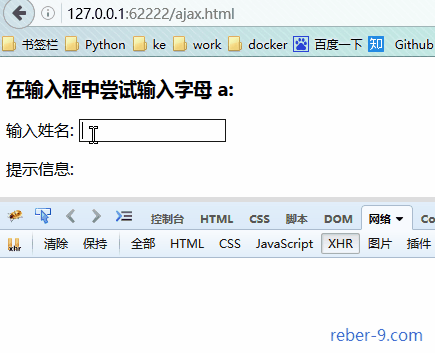 127.0.0.1:62222/ajax.html
书签栏 Python ke work docker 百度一下 知 Github
在输入框中尝试输入字母 a:
输入姓名:
提示信息:
控制台 HTML CSS 脚本 DOM 网络 Co
xhr 清除 保持 全部 HTML CSS JavaScript XHR 图片 插件
reber-9.com